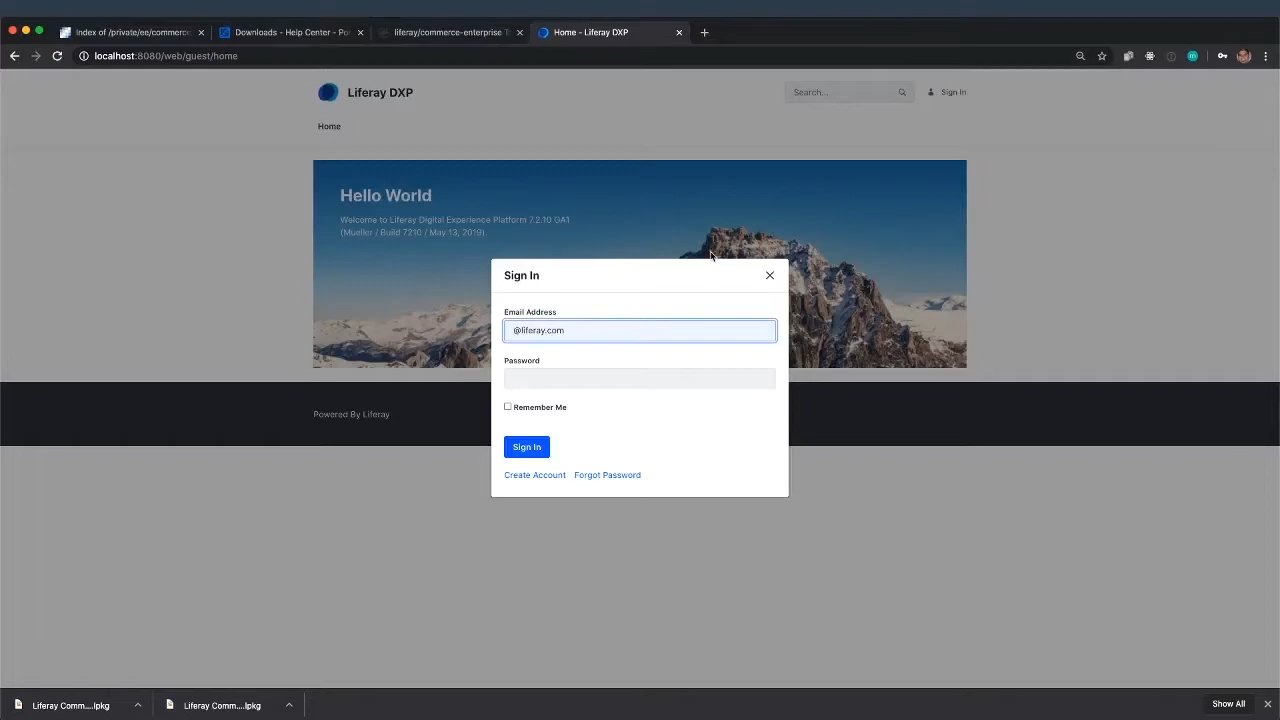 Index of /private/ee/commerc
Downloads - Help Center - Por
liferay/commerce-enterprise
Home - Liferay DXP
localhost:8080/web/guest/home
Liferay DXP
Search...
Sign In
Home
Hello World
Welcome to Liferay Digital Experience Platform 7.2.10 GA1
(Mueller / Build 7210 / May 13, 2019).
Sign In
Email Address
@liferay.com
Password
Remember Me
Sign In
Create Account Forgot Password
Powered By Liferay
Liferay Comm....lpkg
Liferay Comm....lpkg
Show All